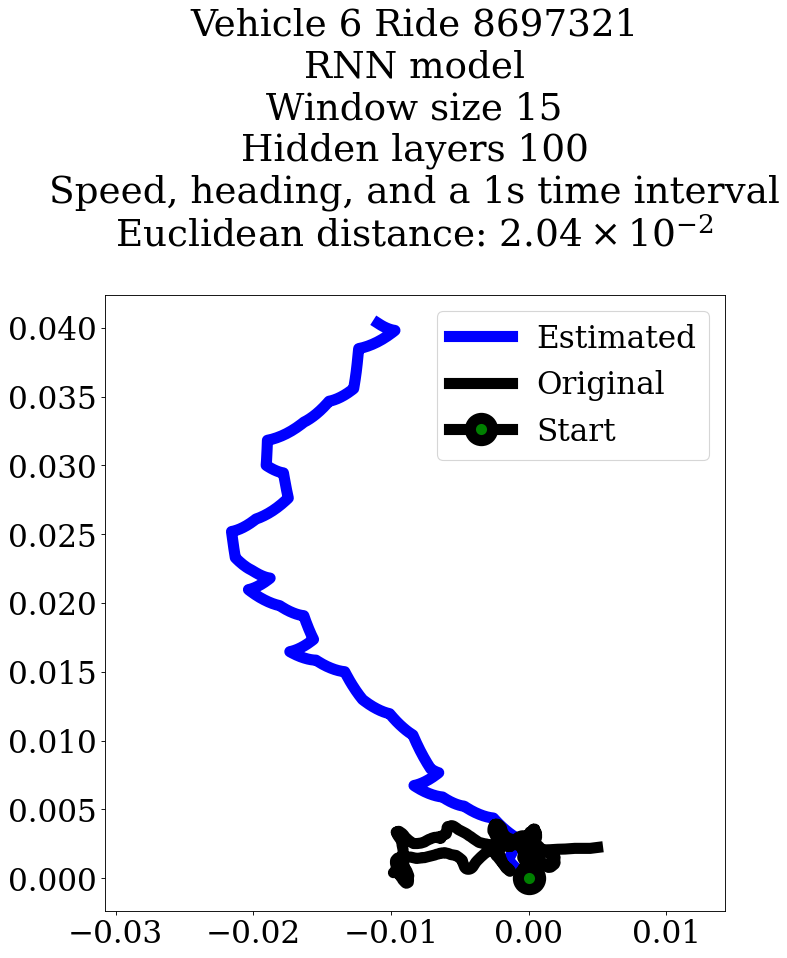 Vehicle 6 Ride 8697321
RNN model
Window size 15
Hidden layers 100
Speed, heading, and a 1s time interval
Euclidean distance: 2.04 × 10⁻²
0.040
0.035
0.030
0.025
0.020
0.015
0.010
0.005
0.000
Estimated
Original
Start
−0.03 −0.02 −0.01 0.00 0.01